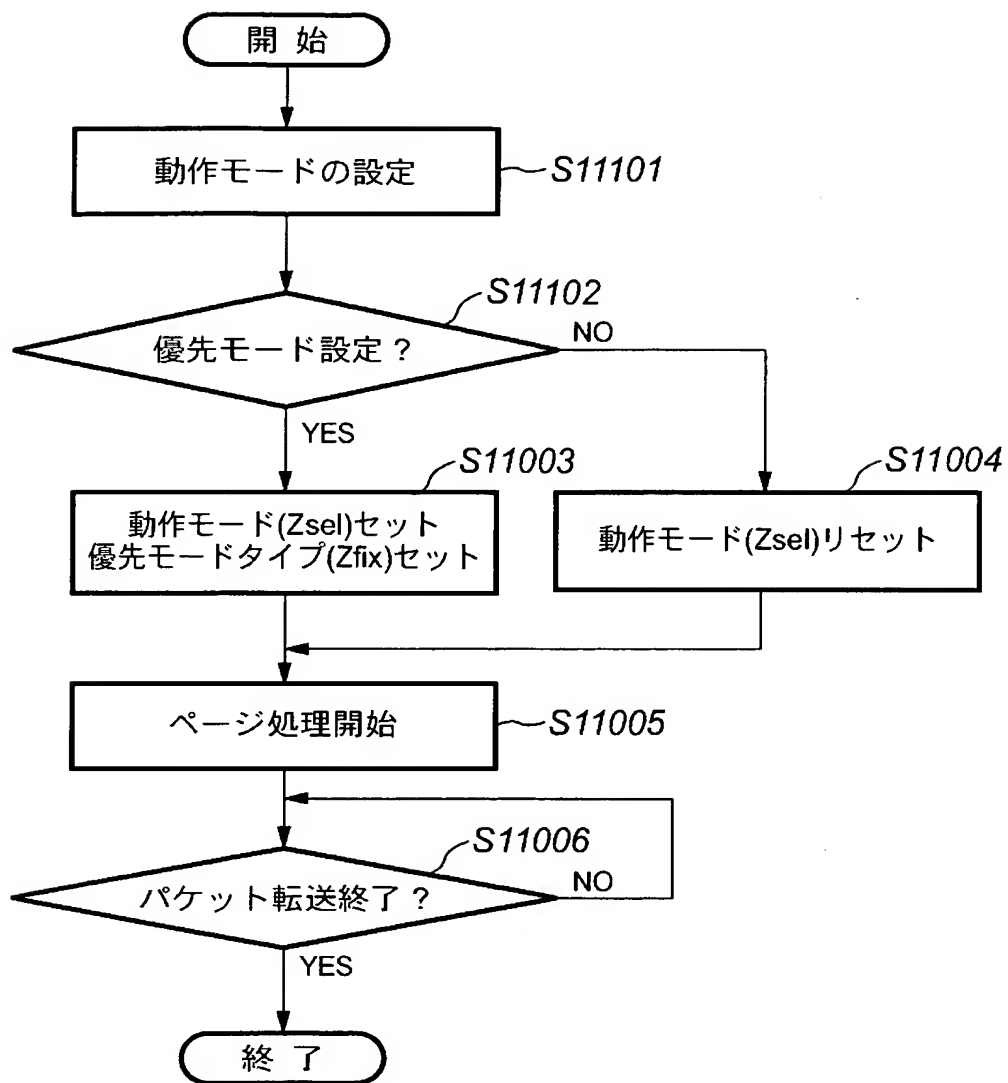 開 始
動作モードの設定
S11101
S11102
優先モード設定?
NO
YES
S11003
動作モード(Zsel)セット
優先モードタイプ(Zfix)セット
S11004
動作モード(Zsel)リセット
ページ処理開始
S11005
S11006
パケット転送終了?
NO
YES
終 了